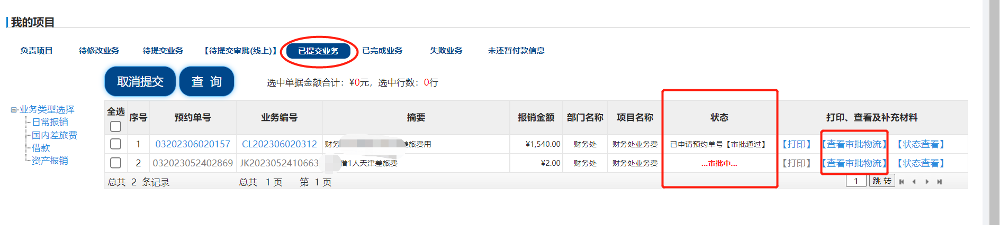 我的项目
负责项目 待修改业务 待提交业务 【待提交审批(线上)】 已提交业务 已完成业务 失败业务 未还暂付款信息
取消提交 查 询 选中单据金额合计：¥0元，选中行数：0行
业务类型选择
日常报销
国内差旅费
借款
资产报销
全选 序号 预约单号 业务编号 摘要 报销金额 部门名称 项目名称 状态 打印、查看及补充材料
1 03202306020157 CL202306020312 财务 差旅费用 ¥1,540.00 财务处 财务处业务费 已申请预约单号【审批通过】 【打印】 【查看审批物流】 【状态查看】
2 032023052402869 JK2023052410663 借1人天津差旅费 ¥2.00 财务处 财务处业务费 ...审批中... 【打印】 【查看审批物流】 【状态查看】
总共 2 条记录 总共 1 页 第 1 页 1 跳 转